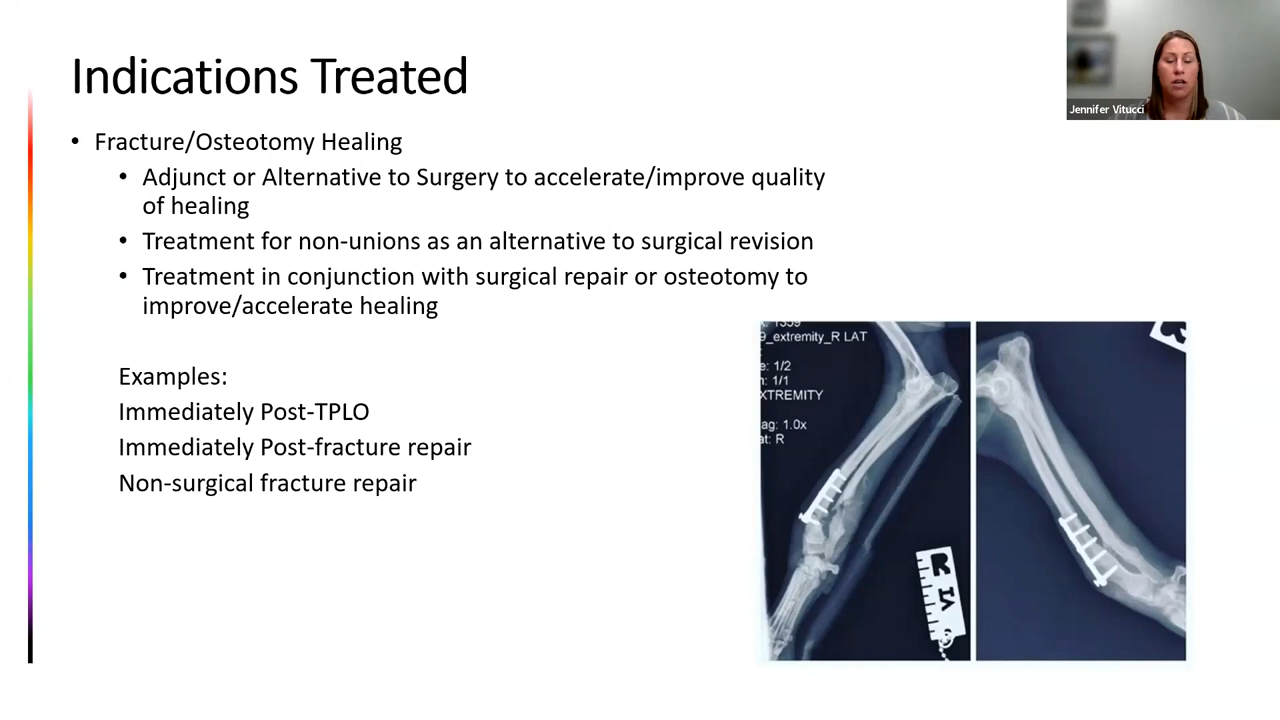 Indications Treated
Jennifer Vitucci
• Fracture/Osteotomy Healing
• Adjunct or Alternative to Surgery to accelerate/improve quality
of healing
• Treatment for non-unions as an alternative to surgical revision
• Treatment in conjunction with surgical repair or osteotomy to
improve/accelerate healing
Examples:
Immediately Post-TPLO
Immediately Post-fracture repair
Non-surgical fracture repair
1359
9_extremity_R LAT
e: 1/2
n: 1/1
XTREMITY
ag: 1.0x
at: R
R